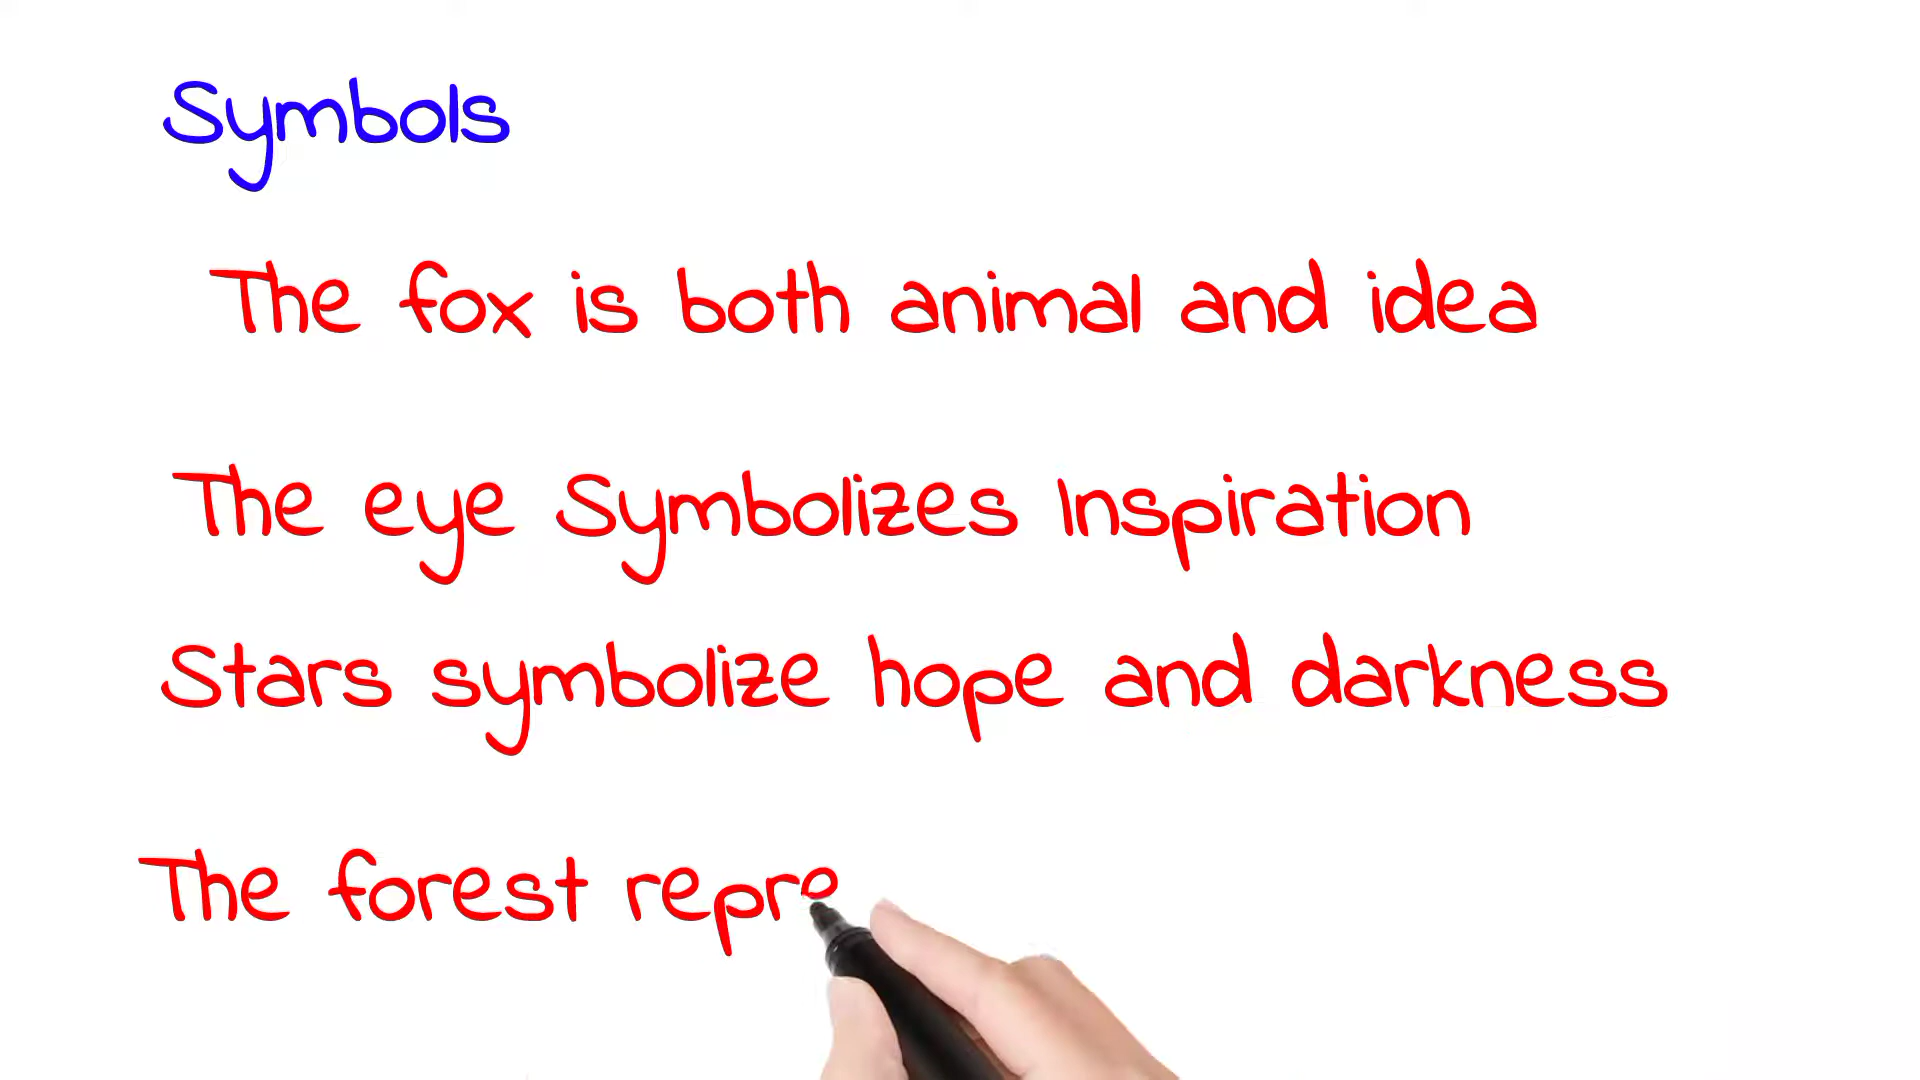 Symbols
The fox is both animal and idea
The eye Symbolizes Inspiration
Stars symbolize hope and darkness
The forest repre